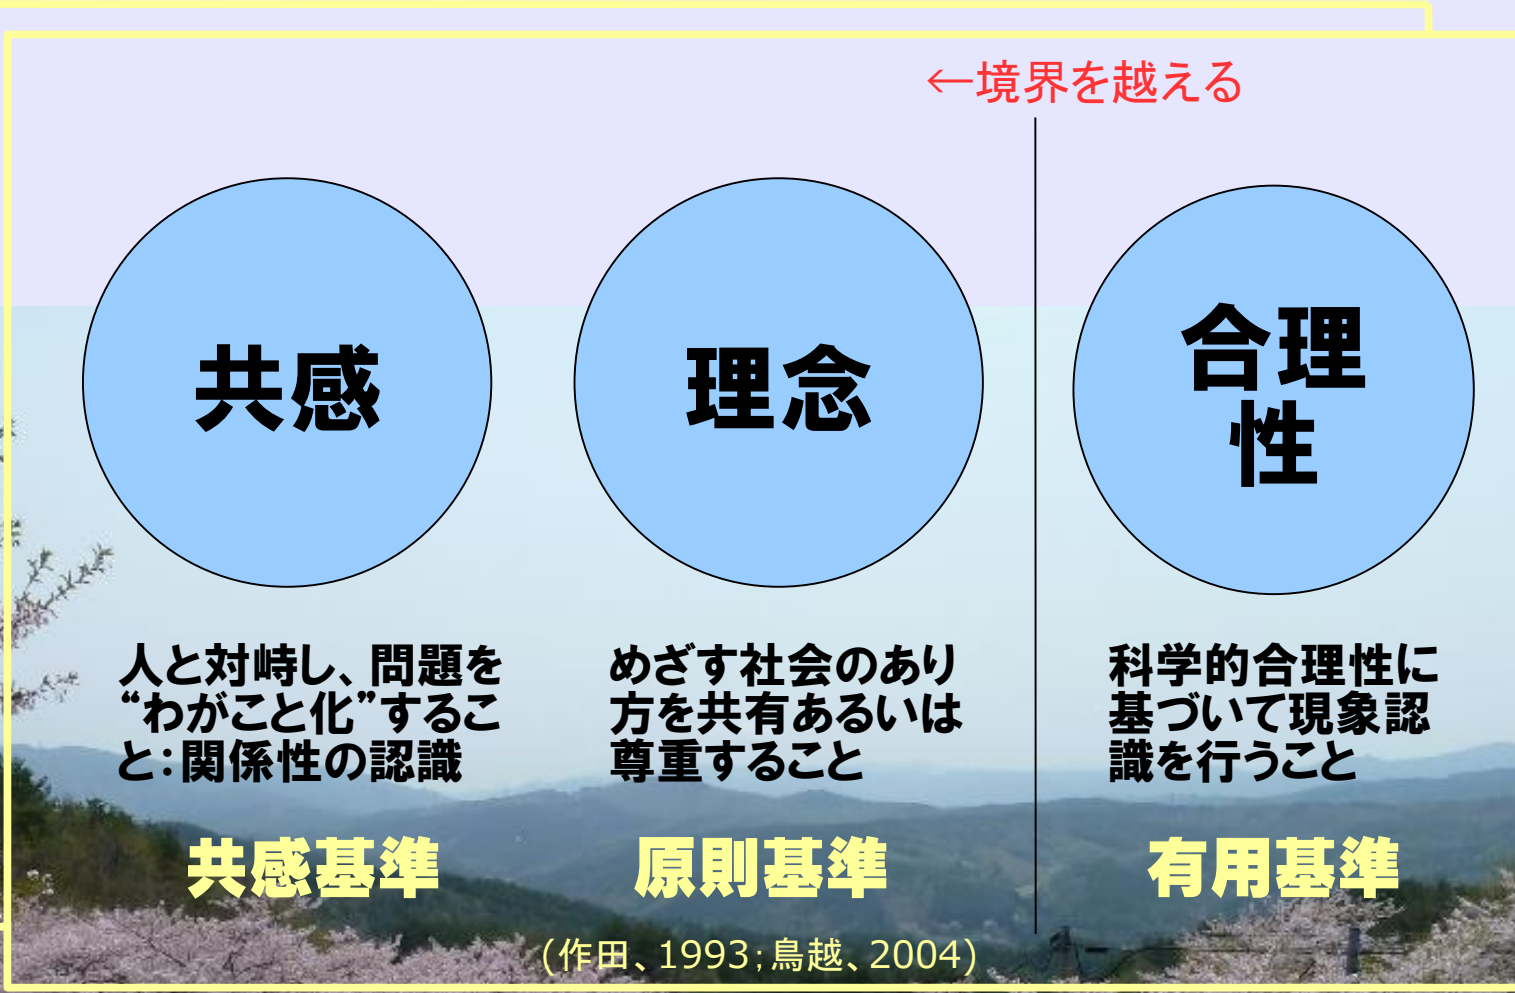 ←境界を越える
共感
理念
合理
性
人と対峙し、問題を
“わがこと化”するこ
と：関係性の認識
めざす社会のあり
方を共有あるいは
尊重すること
科学的合理性に
基づいて現象認
識を行うこと
共感基準
原則基準
有用基準
(作田、1993；鳥越、2004)